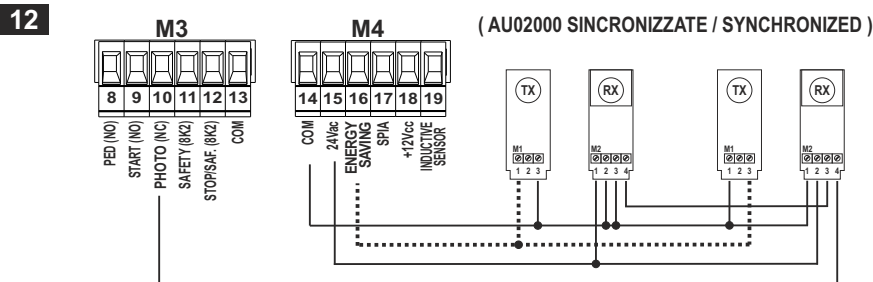 12
M3
M4
( AU02000 SINCRONIZZATE / SYNCHRONIZED )
8 9 10 11 12 13
14 15 16 17 18 19
PED (NO)
START (NO)
PHOTO (NC)
SAFETY (8K2)
STOP/SAF. (8K2)
COM
COM
24Vac
ENERGY
SAVING
SPIA
+12Vcc
INDUCTIVE
SENSOR
TX
M1
1 2 3
RX
M2
1 2 3 4
TX
M1
1 2 3
RX
M2
1 2 3 4